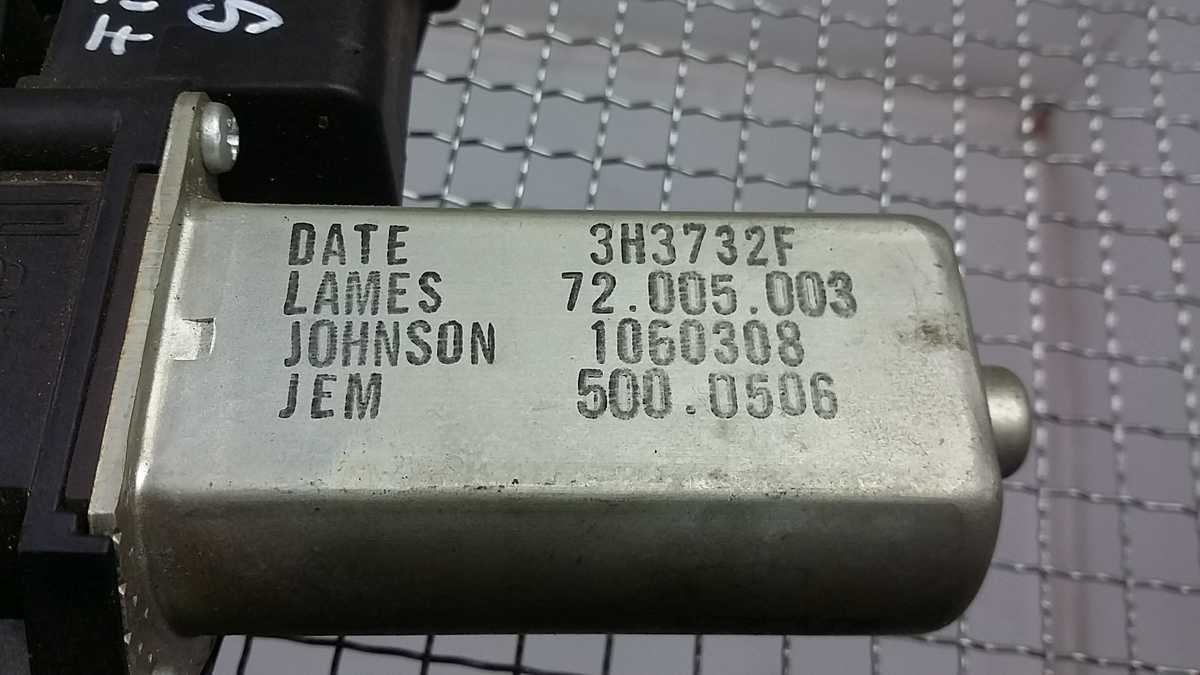 DATE 3H3732F
LAMES 72.005.003
JOHNSON 1060308
JEM 500.0506